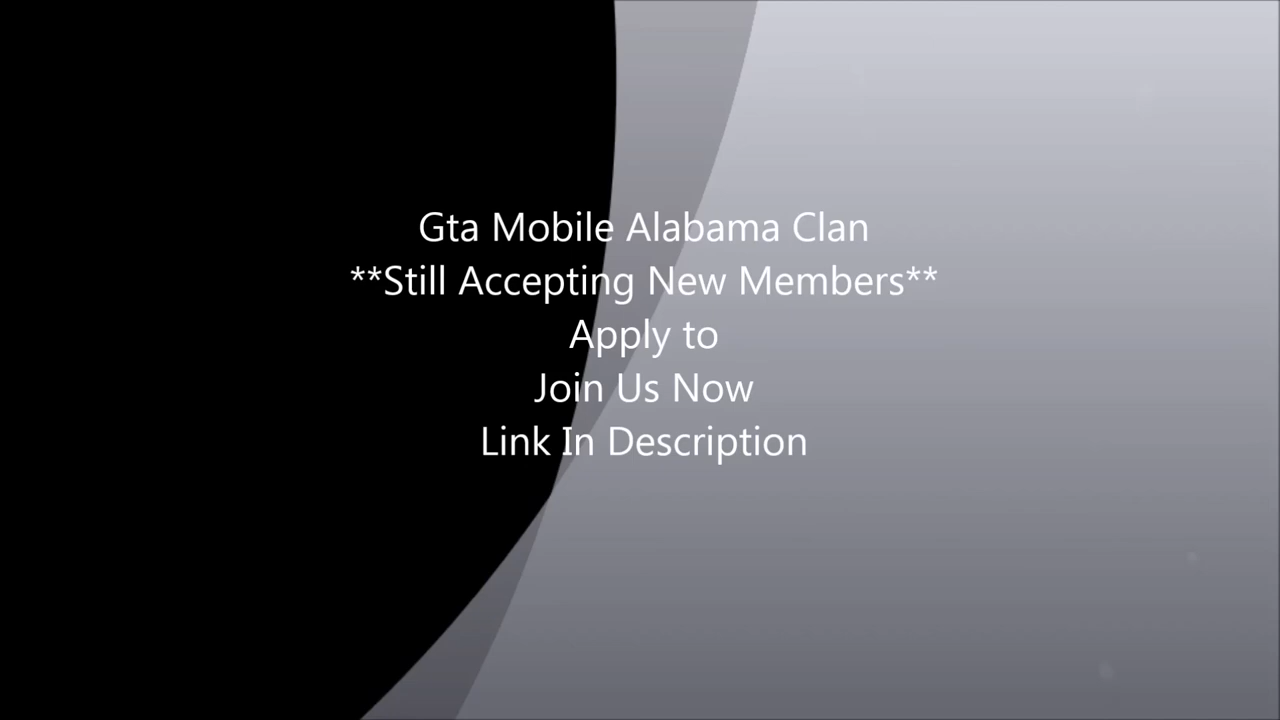 Gta Mobile Alabama Clan
**Still Accepting New Members**
Apply to
Join Us Now
Link In Description